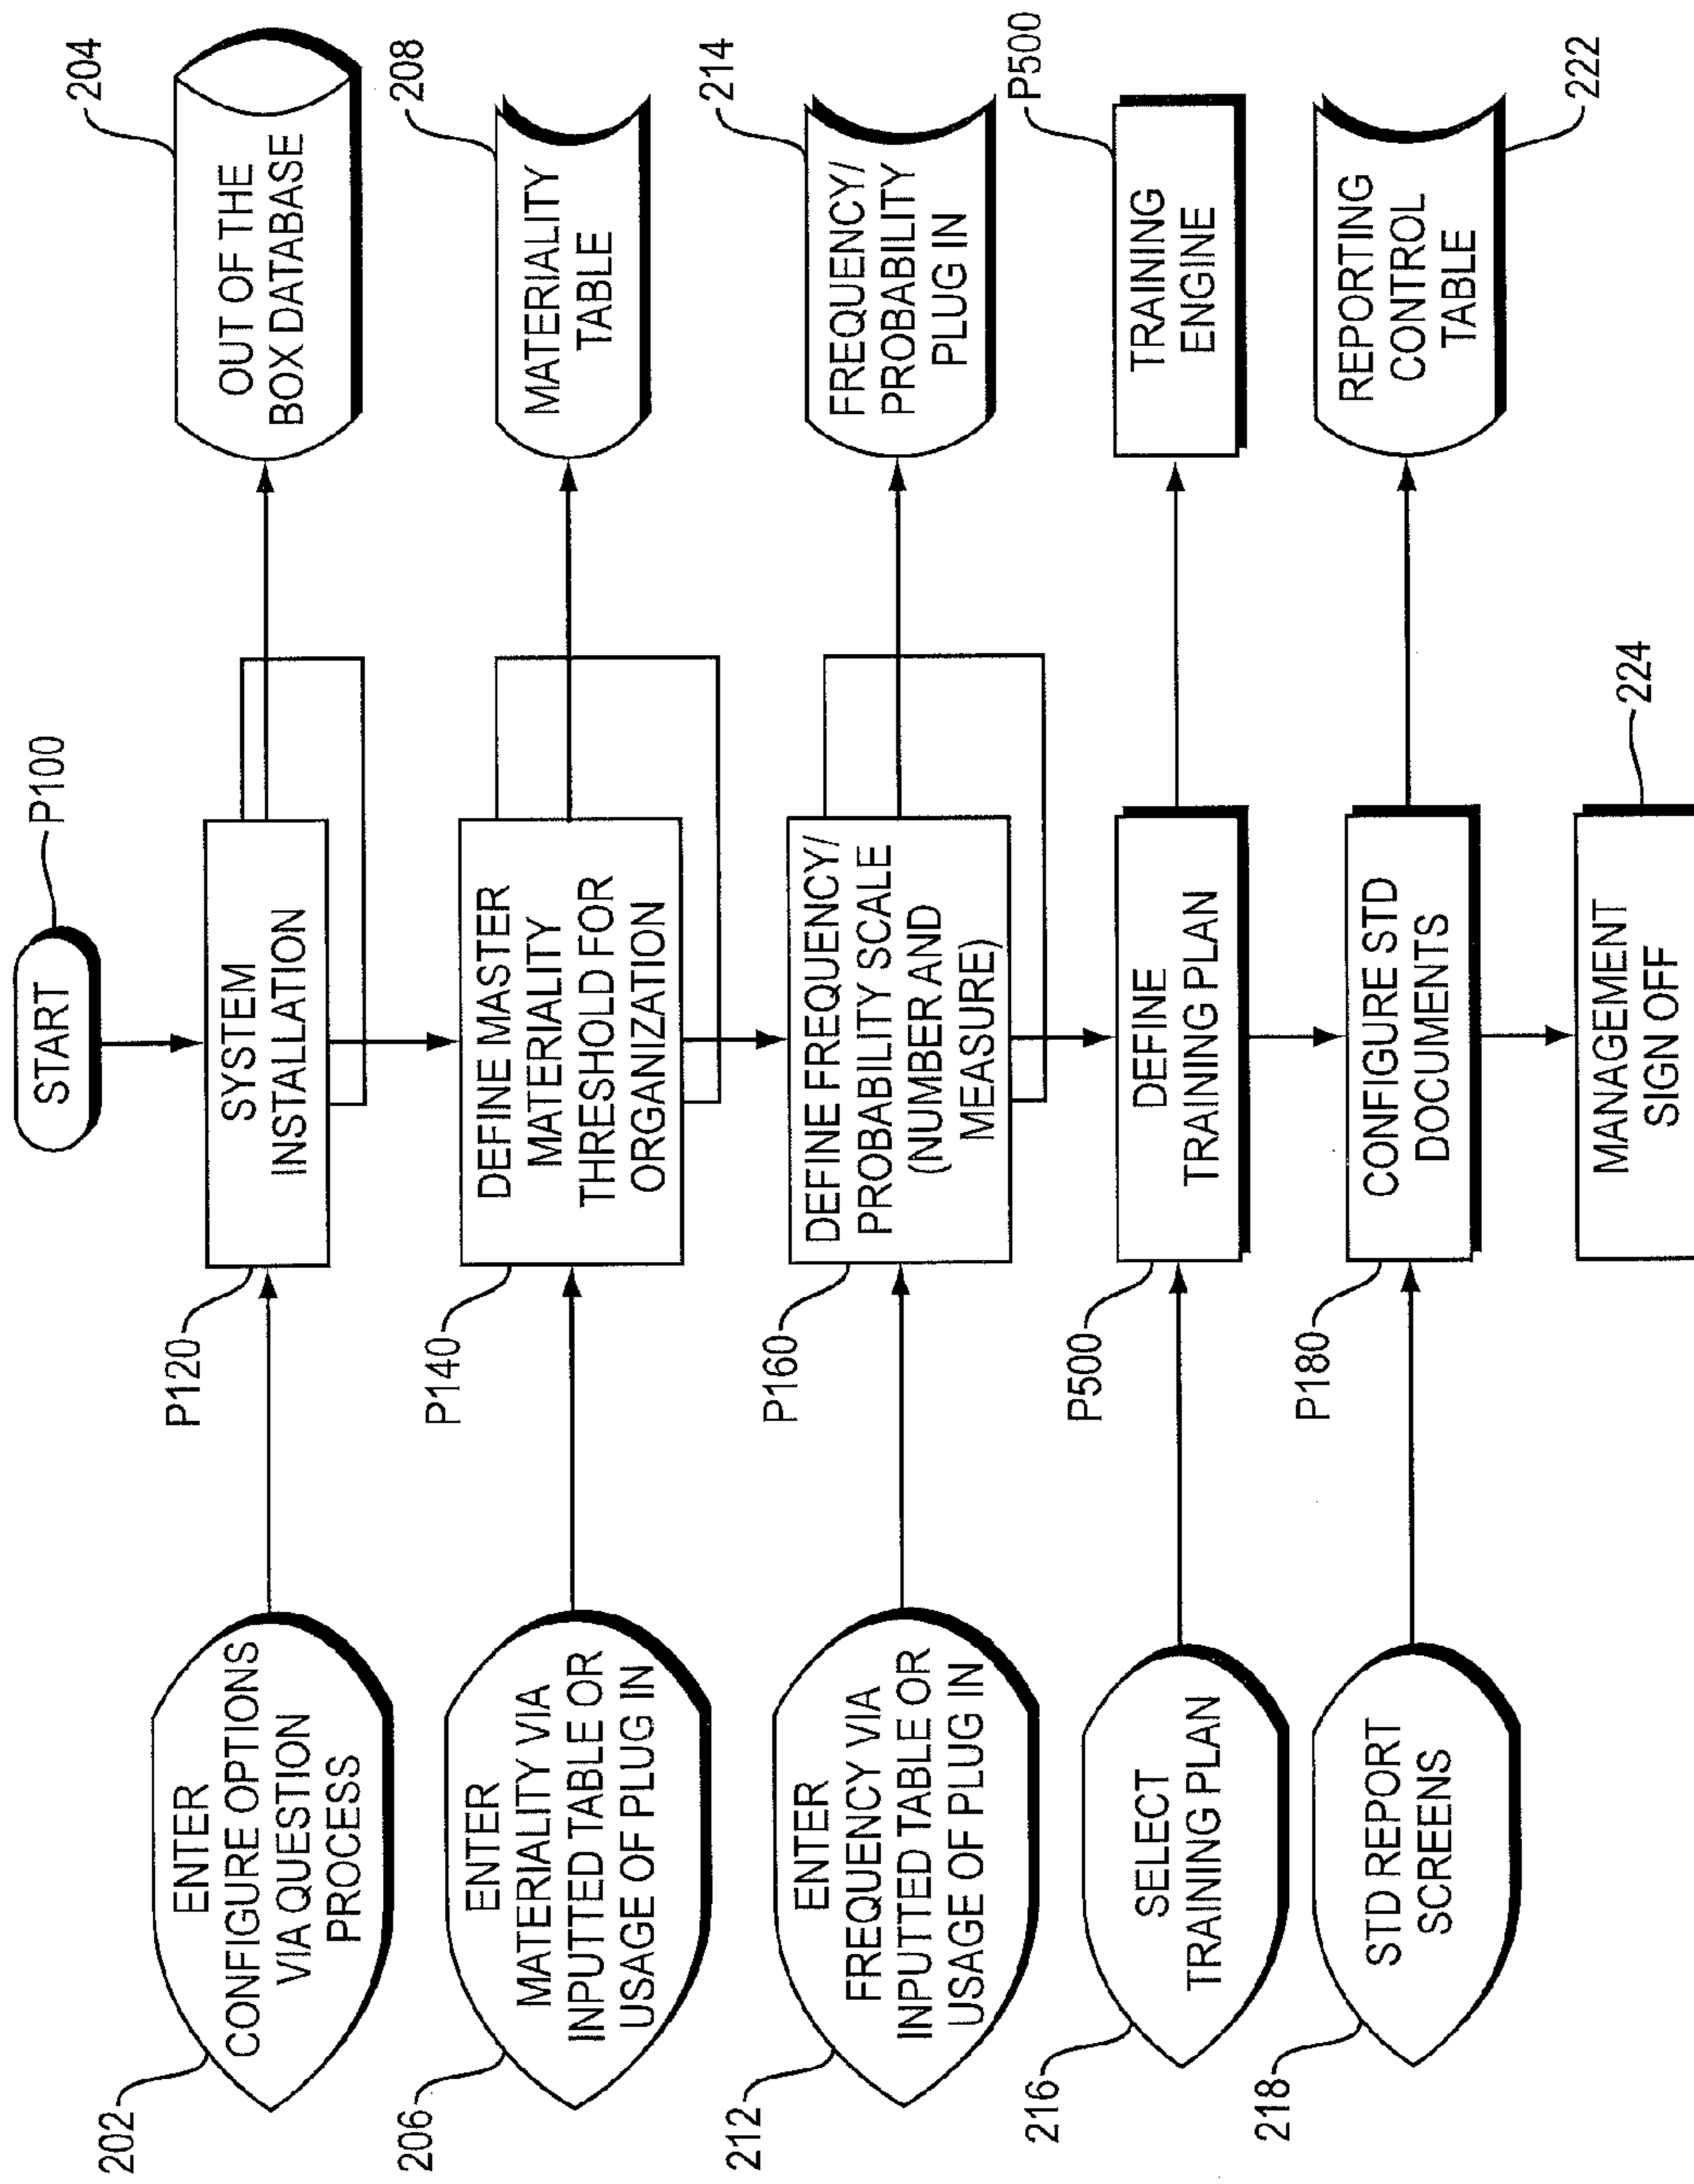 START
P100
ENTER
CONFIGURE OPTIONS
VIA QUESTION
PROCESS
202
P120
SYSTEM
INSTALLATION
OUT OF THE
BOX DATABASE
204
ENTER
MATERIALITY VIA
INPUTTED TABLE OR
USAGE OF PLUG IN
206
P140
DEFINE MASTER
MATERIALITY
THRESHOLD FOR
ORGANIZATION
MATERIALITY
TABLE
208
ENTER
FREQUENCY VIA
INPUTTED TABLE OR
USAGE OF PLUG IN
212
P160
DEFINE FREQUENCY/
PROBABILITY SCALE
(NUMBER AND
MEASURE)
FREQUENCY/
PROBABILITY
PLUG IN
214
SELECT
TRAINING PLAN
216
P500
DEFINE
TRAINING PLAN
TRAINING
ENGINE
P500
STD REPORT
SCREENS
218
P180
CONFIGURE STD
DOCUMENTS
REPORTING
CONTROL
TABLE
222
MANAGEMENT
SIGN OFF
224